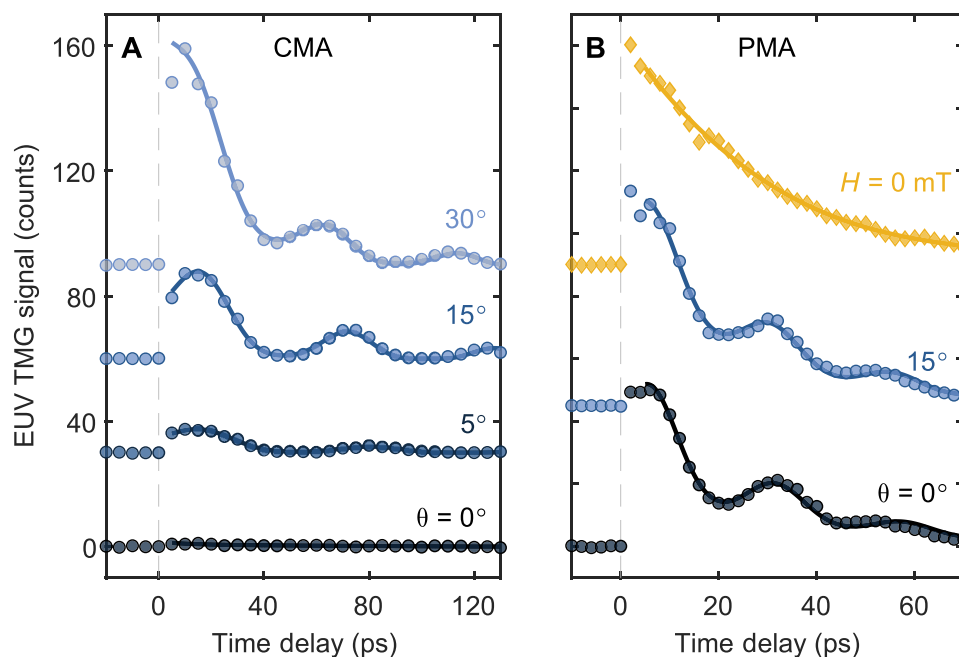 A CMA
B PMA
EUV TMG signal (counts)
160
120
80
40
0
30°
15°
5°
θ = 0°
H = 0 mT
15°
θ = 0°
0 40 80 120
0 20 40 60
Time delay (ps)
Time delay (ps)